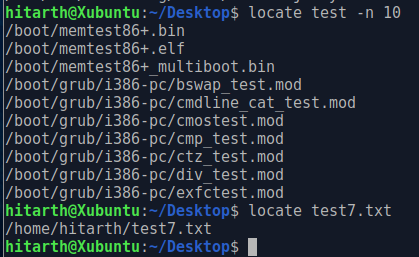 hitarth@Xubuntu:~/Desktop$ locate test -n 10
/boot/memtest86+.bin
/boot/memtest86+.elf
/boot/memtest86+_multiboot.bin
/boot/grub/i386-pc/bswap_test.mod
/boot/grub/i386-pc/cmdline_cat_test.mod
/boot/grub/i386-pc/cmostest.mod
/boot/grub/i386-pc/cmp_test.mod
/boot/grub/i386-pc/ctz_test.mod
/boot/grub/i386-pc/div_test.mod
/boot/grub/i386-pc/exfctest.mod
hitarth@Xubuntu:~/Desktop$ locate test7.txt
/home/hitarth/test7.txt
hitarth@Xubuntu:~/Desktop$